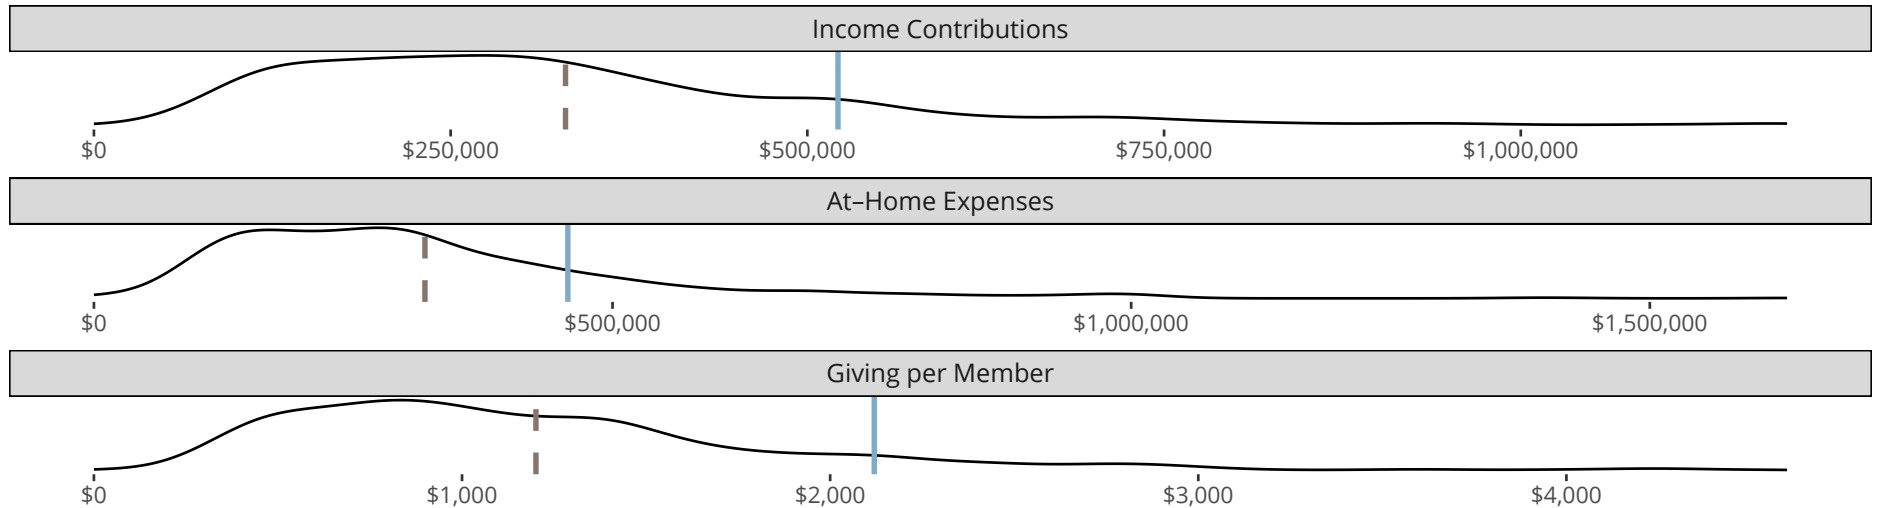 Income Contributions
$0 $250,000 $500,000 $750,000 $1,000,000
At–Home Expenses
$0 $500,000 $1,000,000 $1,500,000
Giving per Member
$0 $1,000 $2,000 $3,000 $4,000